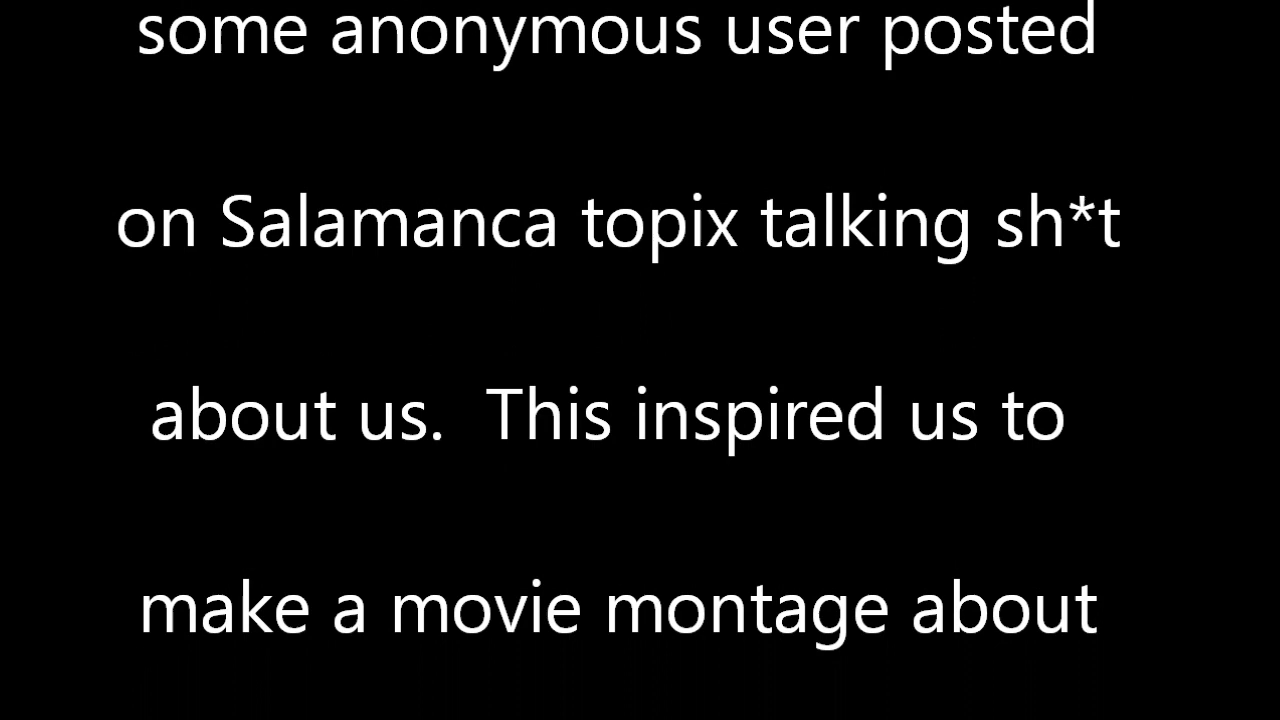 some anonymous user posted
on Salamanca topix talking sh*t
about us.  This inspired us to
make a movie montage about